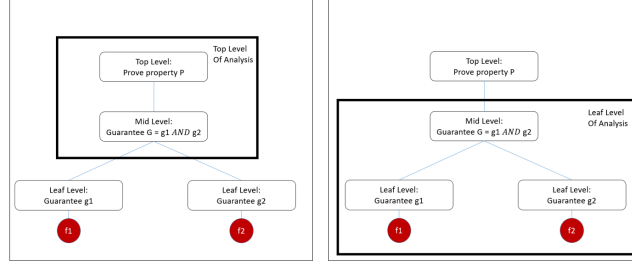 Top Level
Of Analysis
Top Level:
Prove property P
Mid Level:
Guarantee G = g1 AND g2
Leaf Level:
Guarantee g1
Leaf Level:
Guarantee g2
f1
f2
Top Level:
Prove property P
Leaf Level
Of Analysis
Mid Level:
Guarantee G = g1 AND g2
Leaf Level:
Guarantee g1
Leaf Level:
Guarantee g2
f1
f2